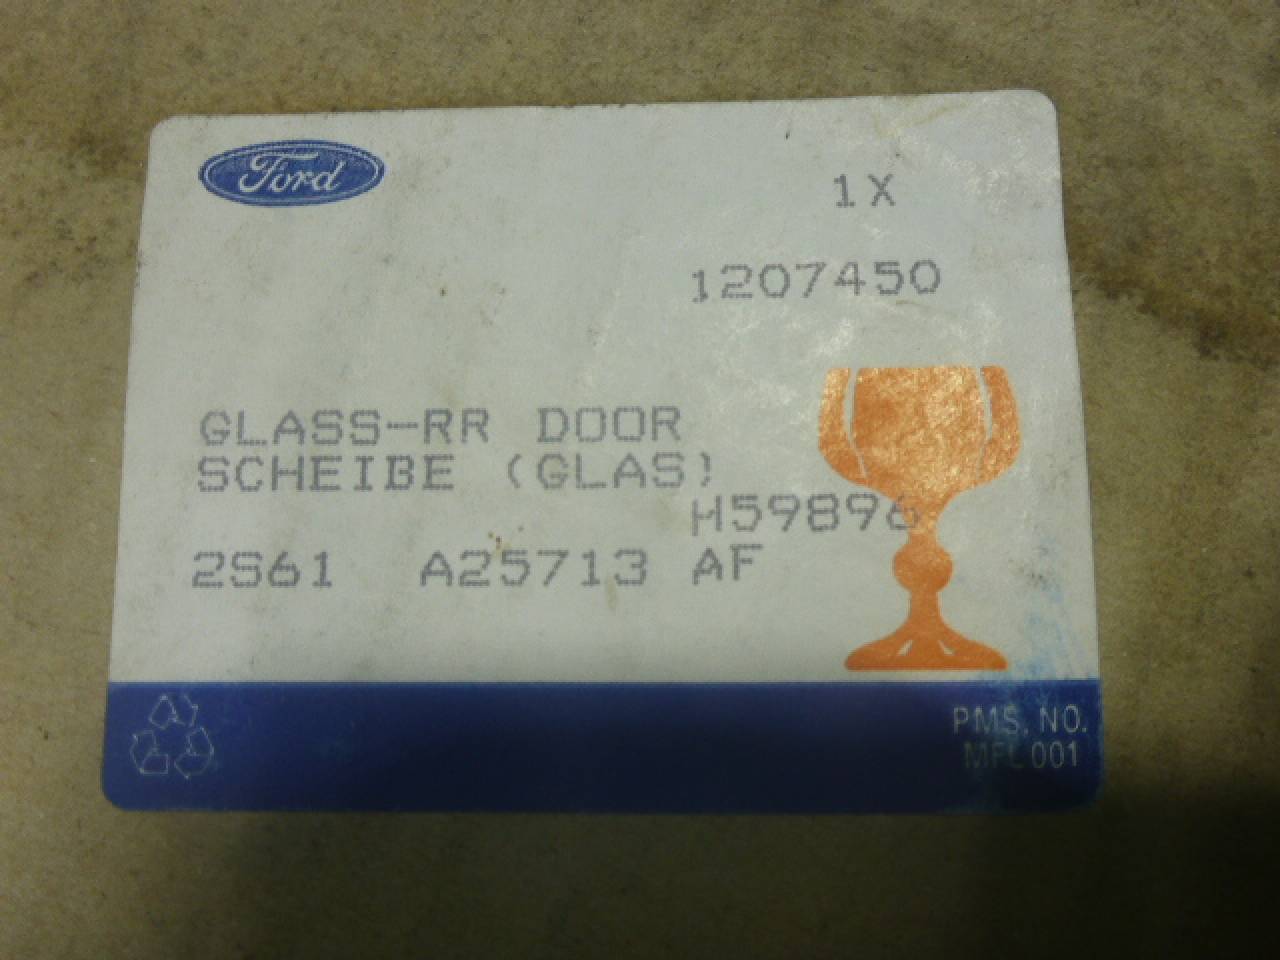 Ford
1X
1207450
GLASS-RR DOOR
SCHEIBE (GLAS)
H59896
2S61 A25713 AF
PMS. NO.
MFL 001